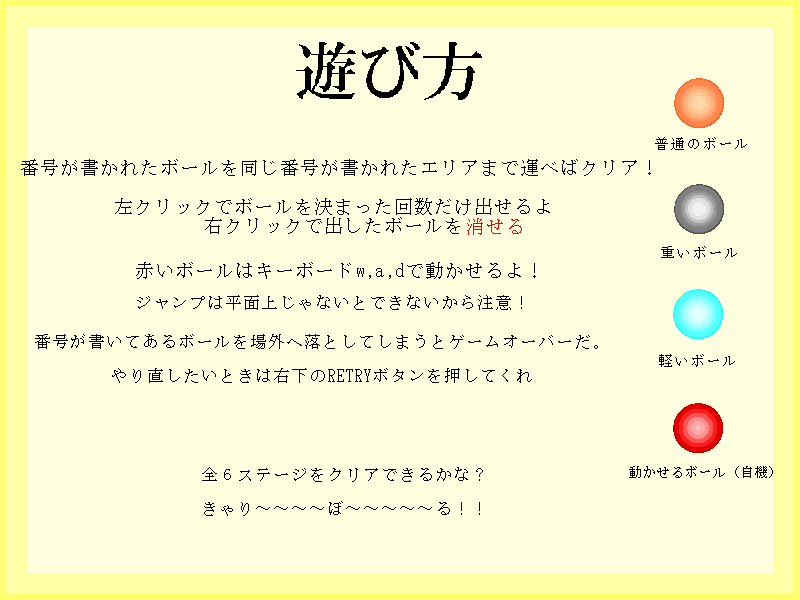 遊び方
普通のボール
番号が書かれたボールを同じ番号が書かれたエリアまで運べばクリア！
左クリックでボールを決まった回数だけ出せるよ
右クリックで出したボールを消せる
重いボール
赤いボールはキーボードw,a,dで動かせるよ！
ジャンプは平面上じゃないとできないから注意！
番号が書いてあるボールを場外へ落としてしまうとゲームオーバーだ。
軽いボール
やり直したいときは右下のRETRYボタンを押してくれ
動かせるボール（自機）
全６ステージをクリアできるかな？
きゃり～～～～ぼ～～～～～る！！